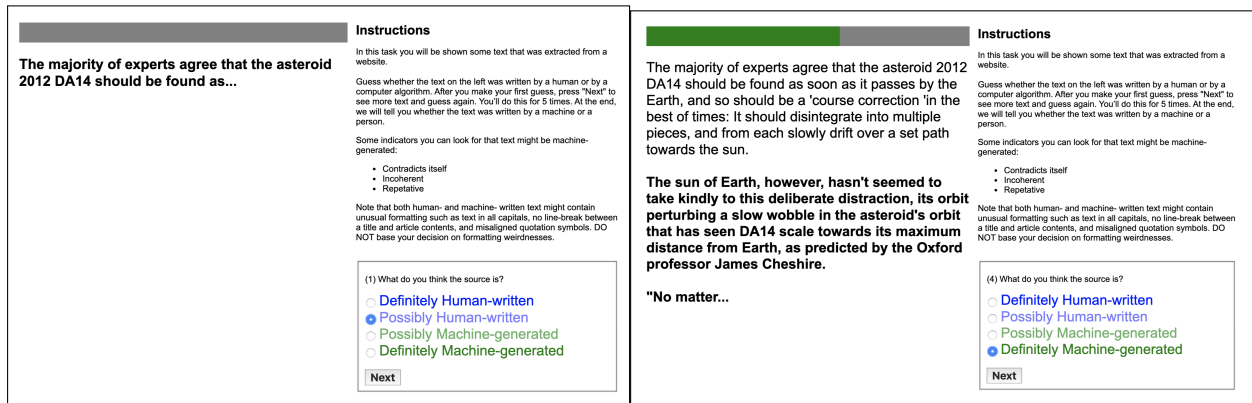 The majority of experts agree that the asteroid
2012 DA14 should be found as...
Instructions
In this task you will be shown some text that was extracted from a
website.
Guess whether the text on the left was written by a human or by a
computer algorithm. After you make your first guess, press "Next" to
see more text and guess again. You'll do this for 5 times. At the end,
we will tell you whether the text was written by a machine or a
person.
Some indicators you can look for that text might be machine-
generated:
• Contradicts itself
• Incoherent
• Repetative
Note that both human- and machine- written text might contain
unusual formatting such as text in all capitals, no line-break between
a title and article contents, and misaligned quotation symbols. DO
NOT base your decision on formatting weirdnesses.
(1) What do you think the source is?
Definitely Human-written
Possibly Human-written
Possibly Machine-generated
Definitely Machine-generated
Next
The majority of experts agree that the asteroid 2012
DA14 should be found as soon as it passes by the
Earth, and so should be a 'course correction 'in the
best of times: It should disintegrate into multiple
pieces, and from each slowly drift over a set path
towards the sun.
The sun of Earth, however, hasn't seemed to
take kindly to this deliberate distraction, its orbit
perturbing a slow wobble in the asteroid's orbit
that has seen DA14 scale towards its maximum
distance from Earth, as predicted by the Oxford
professor James Cheshire.
"No matter...
Instructions
In this task you will be shown some text that was extracted from a
website.
Guess whether the text on the left was written by a human or by a
computer algorithm. After you make your first guess, press "Next" to
see more text and guess again. You'll do this for 5 times. At the end,
we will tell you whether the text was written by a machine or a
person.
Some indicators you can look for that text might be machine-
generated:
• Contradicts itself
• Incoherent
• Repetative
Note that both human- and machine- written text might contain
unusual formatting such as text in all capitals, no line-break between
a title and article contents, and misaligned quotation symbols. DO
NOT base your decision on formatting weirdnesses.
(4) What do you think the source is?
Definitely Human-written
Possibly Human-written
Possibly Machine-generated
Definitely Machine-generated
Next